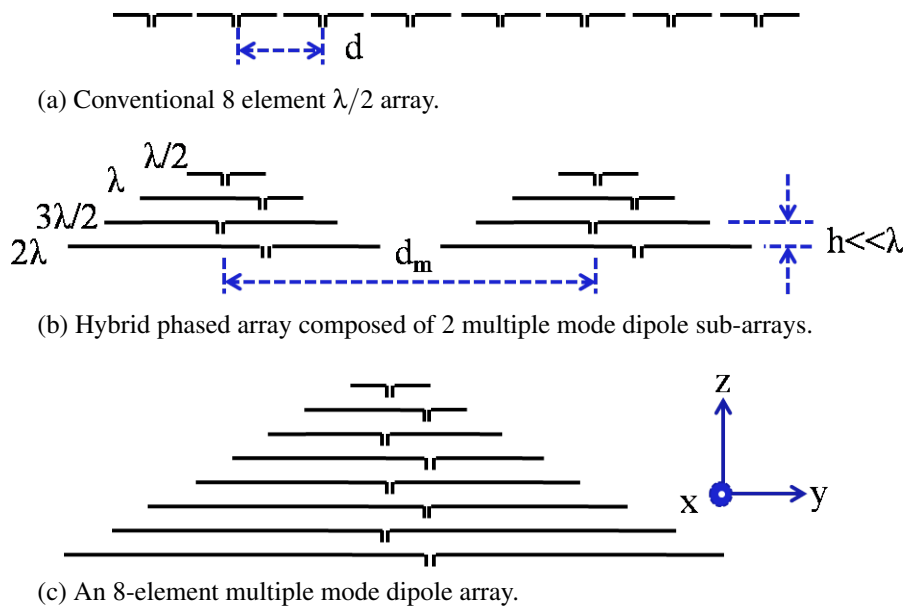 d
(a) Conventional 8 element λ/2 array.
λ/2
λ
3λ/2
2λ
d_m
h<<λ
(b) Hybrid phased array composed of 2 multiple mode dipole sub-arrays.
z
x
y
(c) An 8-element multiple mode dipole array.